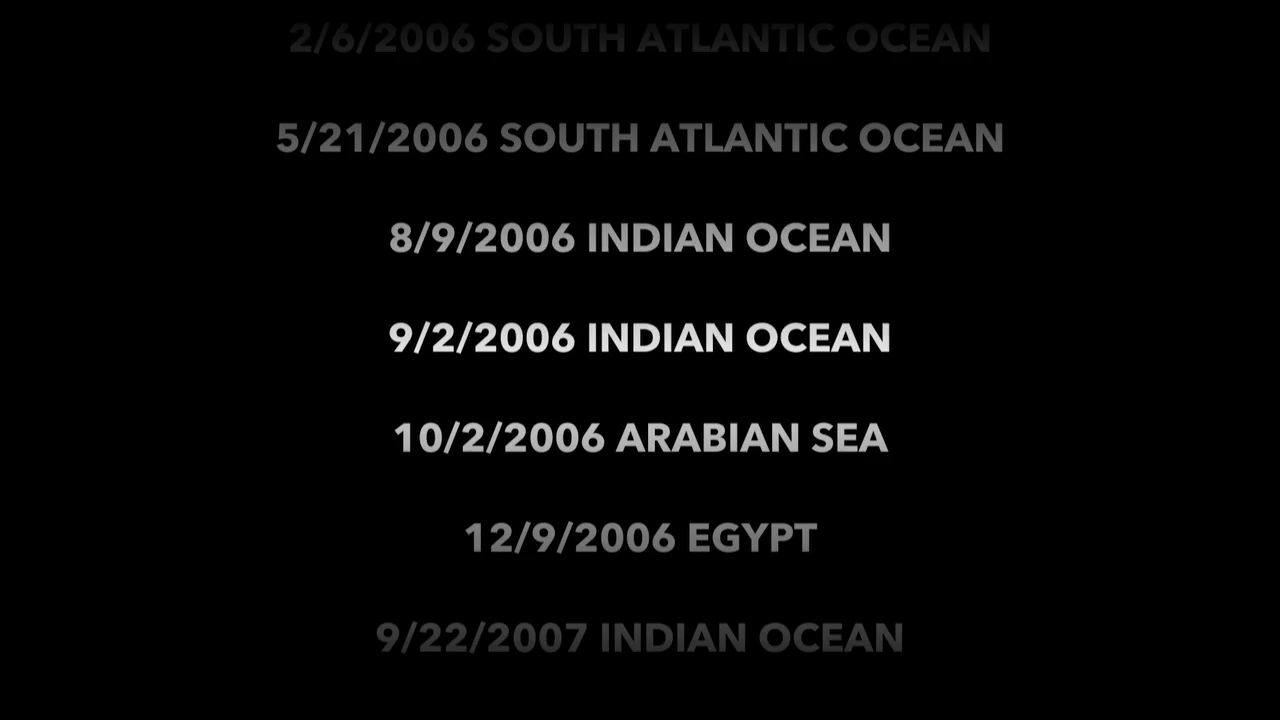 2/6/2006 SOUTH ATLANTIC OCEAN
5/21/2006 SOUTH ATLANTIC OCEAN
8/9/2006 INDIAN OCEAN
9/2/2006 INDIAN OCEAN
10/2/2006 ARABIAN SEA
12/9/2006 EGYPT
9/22/2007 INDIAN OCEAN